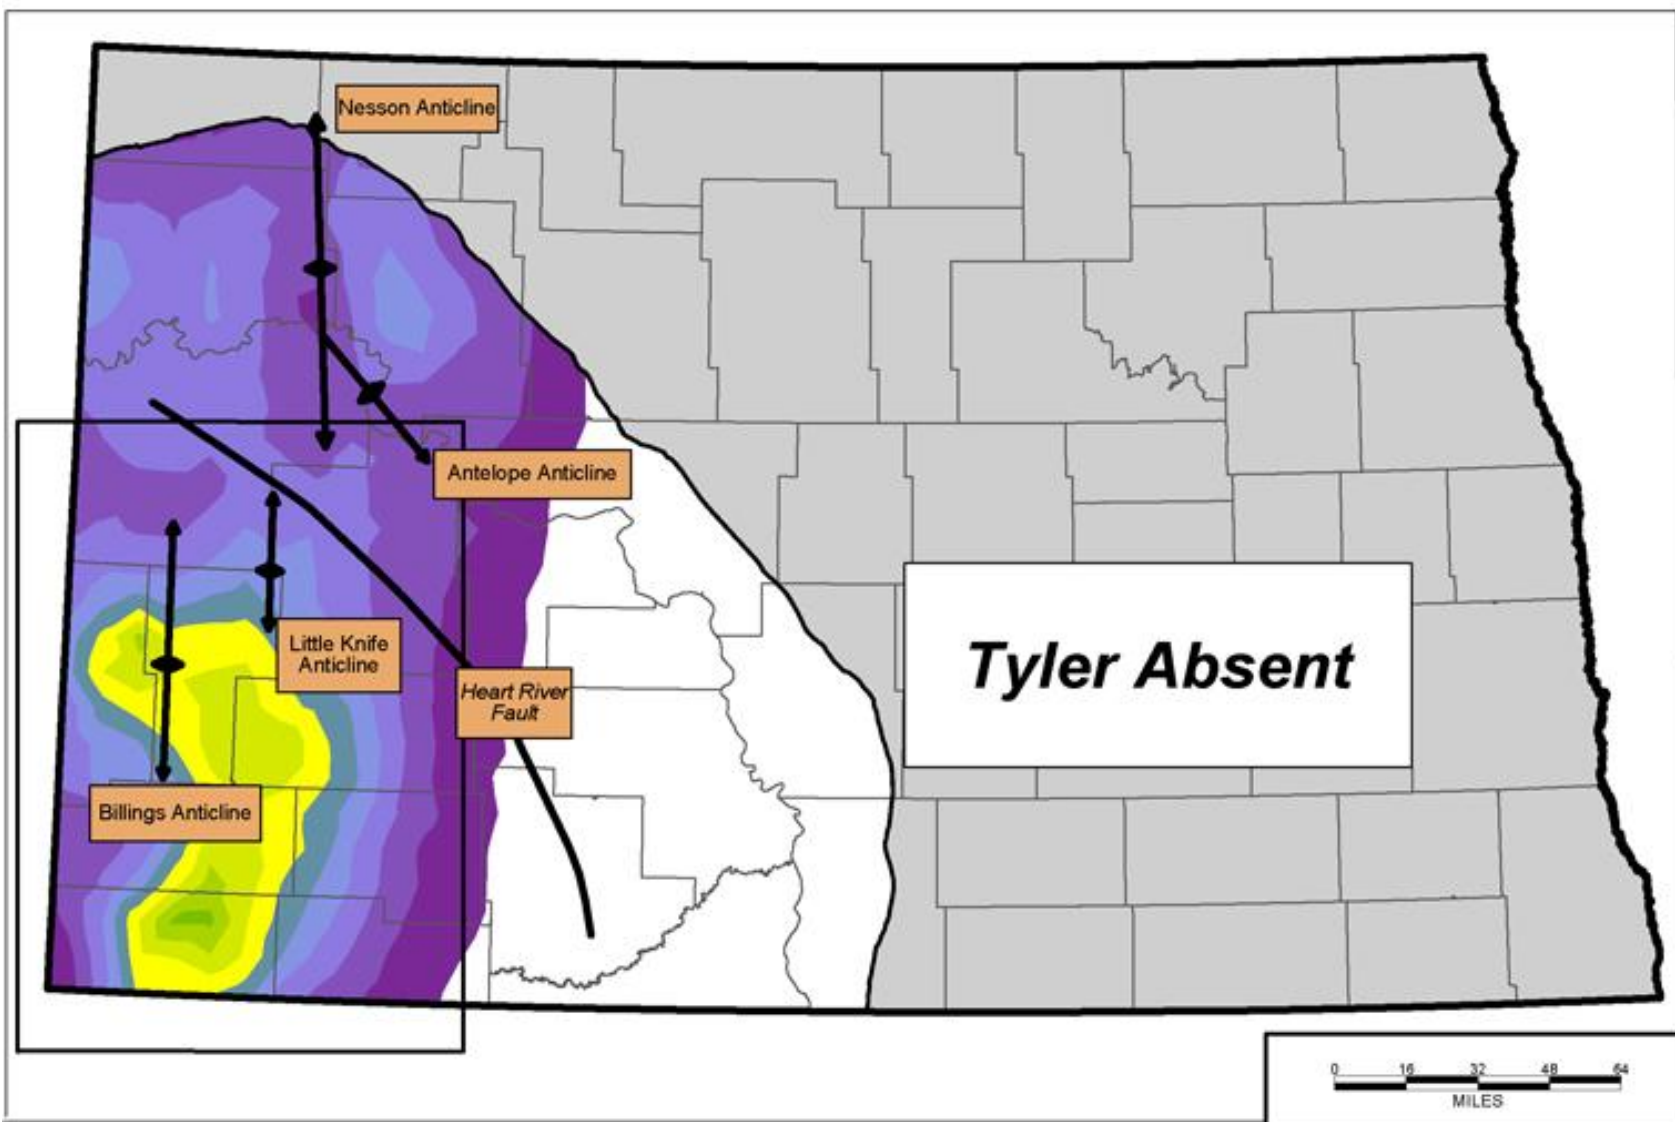 Nesson Anticline
Antelope Anticline
Little Knife
Anticline
Heart River
Fault
Tyler Absent
Billings Anticline
0 16 32 48 64
MILES